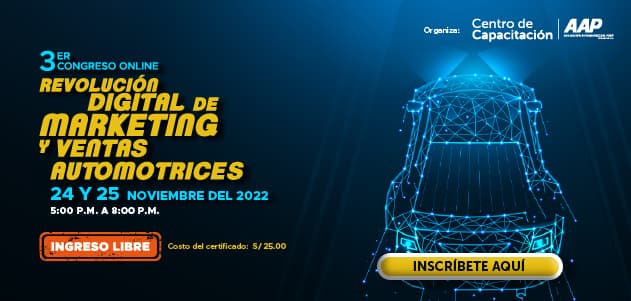 3ER CONGRESO ONLINE
REVOLUCIÓN
DIGITAL DE
MARKETING
Y VENTAS
AUTOMOTRICES
24 Y 25 NOVIEMBRE DEL 2022
5:00 P.M. A 8:00 P.M.
INGRESO LIBRE Costo del certificado: S/ 25.00
Organiza: Centro de
Capacitación AAP
INSCRÍBETE AQUÍ